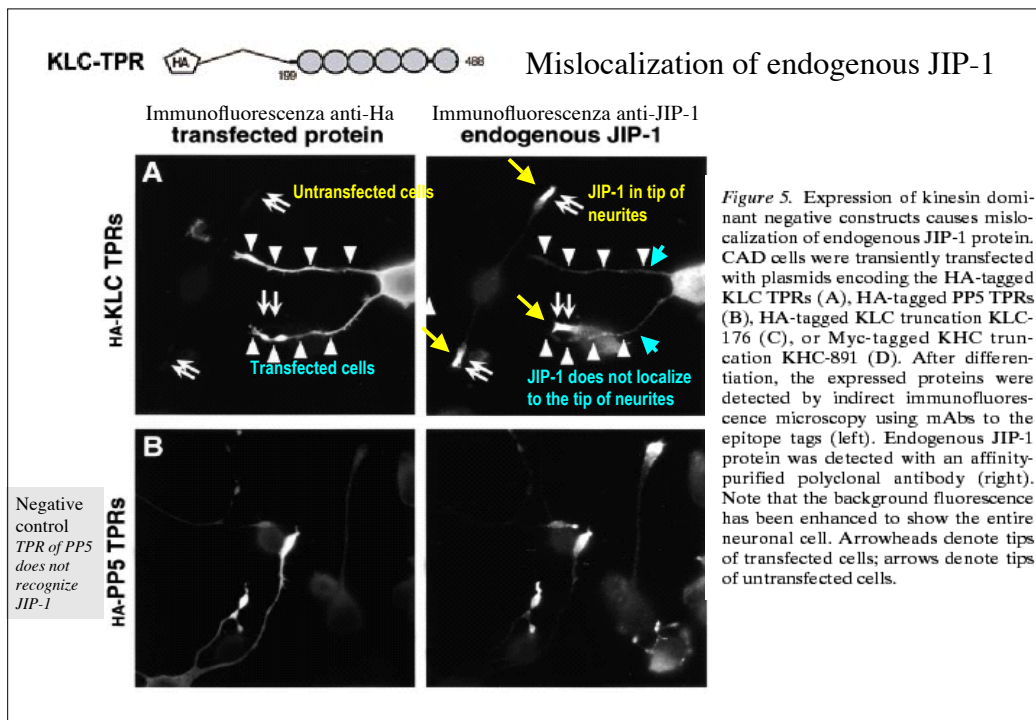 KLC-TPR
HA
199
488
Mislocalization of endogenous JIP-1
Immunofluorescenza anti-Ha
transfected protein
Immunofluorescenza anti-JIP-1
endogenous JIP-1
HA-KLC TPRs
A
Untransfected cells
Transfected cells
JIP-1 in tip of
neurites
JIP-1 does not localize
to the tip of neurites
Negative
control
TPR of PP5
does not
recognize
JIP-1
HA-PP5 TPRs
B
Figure 5. Expression of kinesin domi-
nant negative constructs causes mislo-
calization of endogenous JIP-1 protein.
CAD cells were transiently transfected
with plasmids encoding the HA-tagged
KLC TPRs (A), HA-tagged PP5 TPRs
(B), HA-tagged KLC truncation KLC-
176 (C), or Myc-tagged KHC trun-
cation KHC-891 (D). After differen-
tiation, the expressed proteins were
detected by indirect immunofluores-
cence microscopy using mAbs to the
epitope tags (left). Endogenous JIP-1
protein was detected with an affinity-
purified polyclonal antibody (right).
Note that the background fluorescence
has been enhanced to show the entire
neuronal cell. Arrowheads denote tips
of transfected cells; arrows denote tips
of untransfected cells.